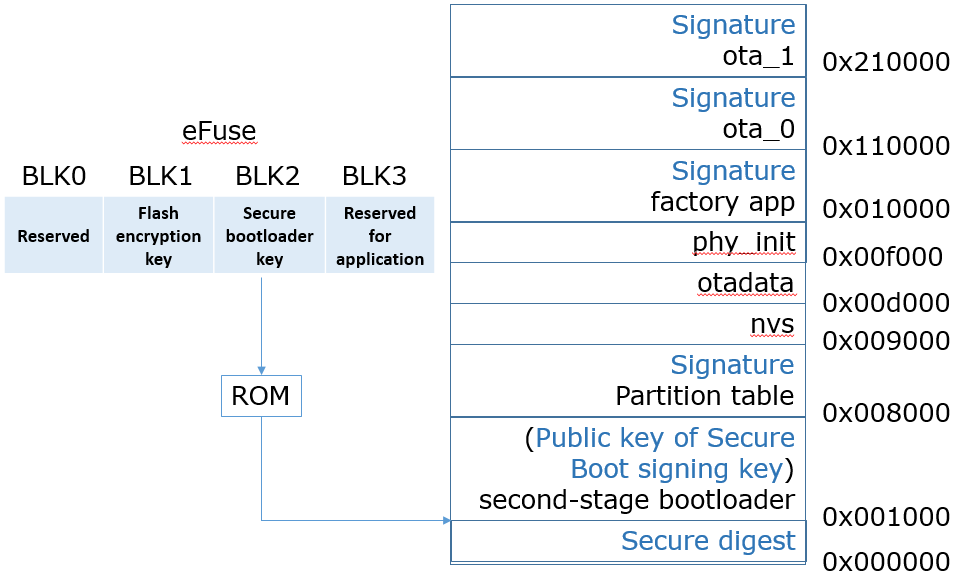 eFuse
BLK0 BLK1 BLK2 BLK3
Reserved
Flash
encryption
key
Secure
bootloader
key
Reserved
for
application
ROM
Signature
ota_1
0x210000
Signature
ota_0
0x110000
Signature
factory app
0x010000
phy_init
0x00f000
otadata
0x00d000
nvs
0x009000
Signature
Partition table
0x008000
(Public key of Secure
Boot signing key)
second-stage bootloader
0x001000
Secure digest
0x000000